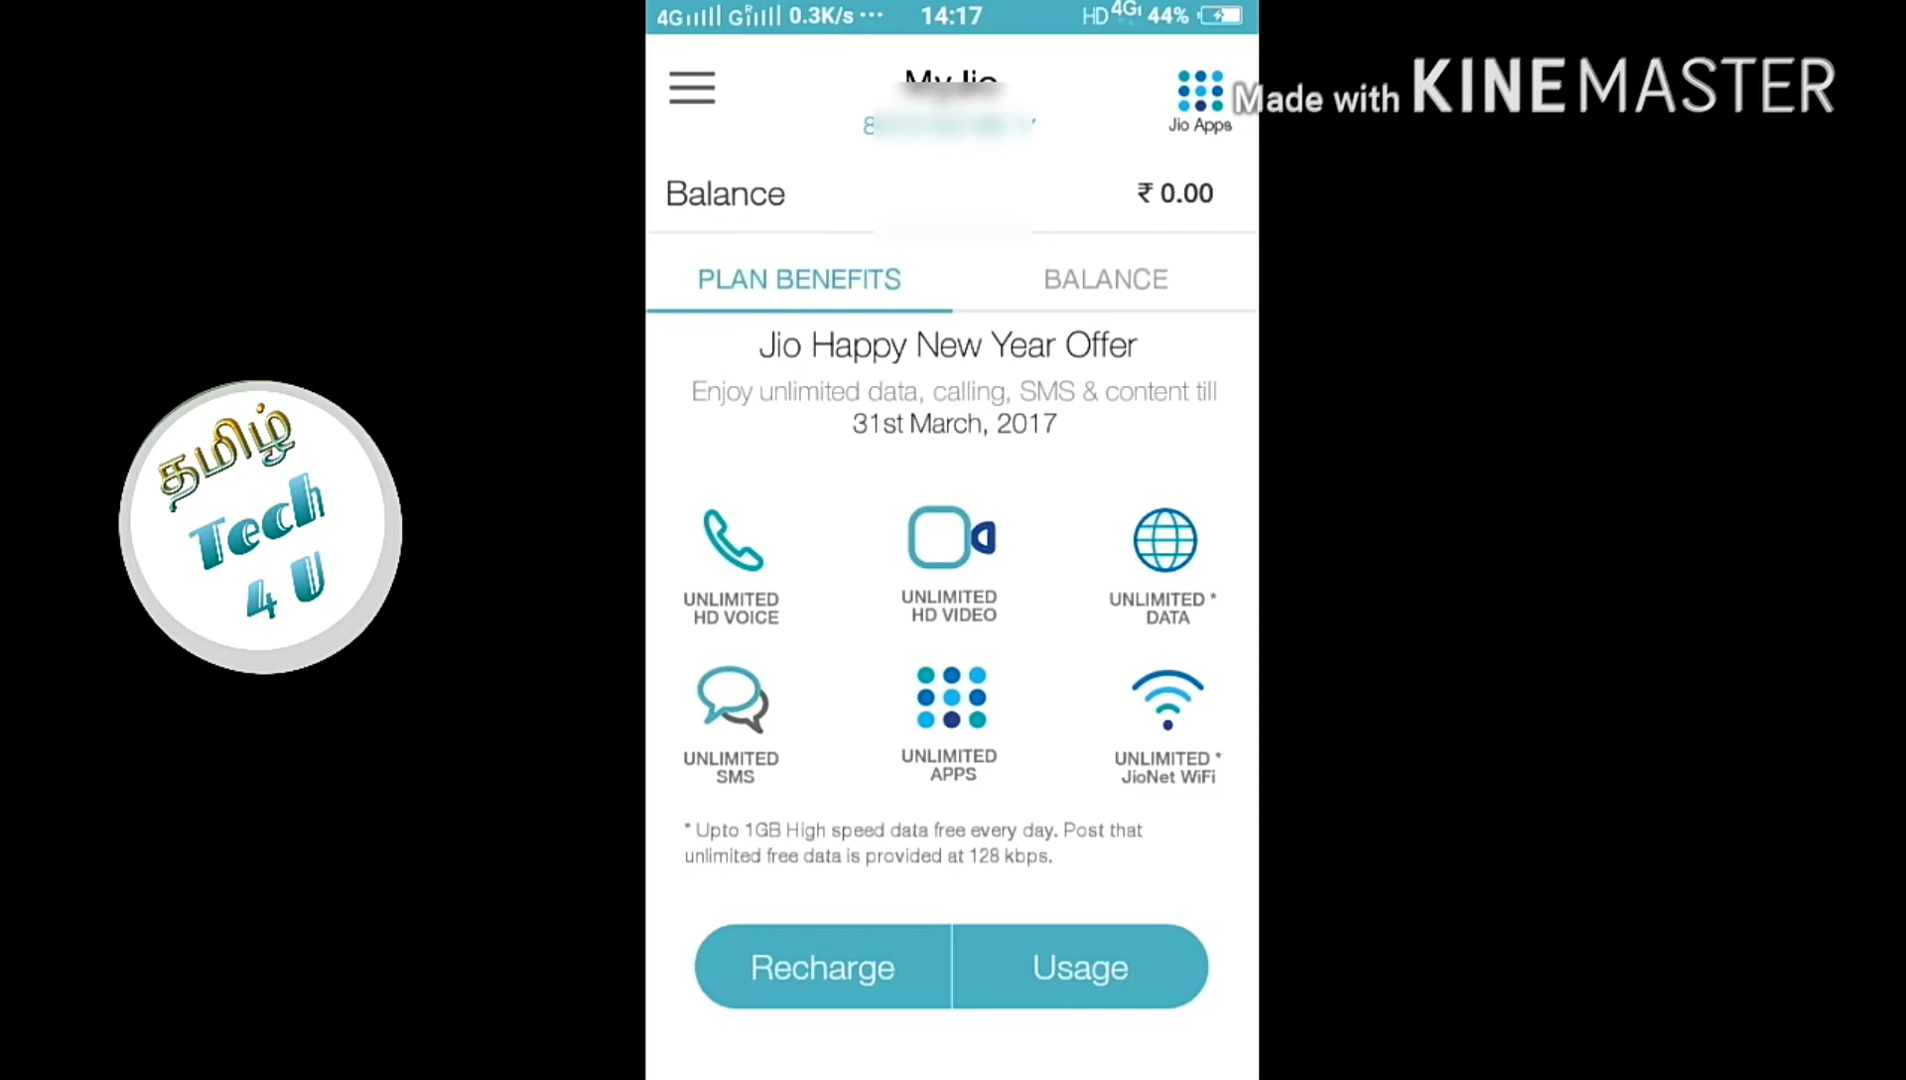 4G G R 0.3K/s ... 14:17 HD 4G 44%
MyJio
8
Jio Apps
Made with KINEMASTER
Balance ₹ 0.00
PLAN BENEFITS BALANCE
Jio Happy New Year Offer
Enjoy unlimited data, calling, SMS & content till
31st March, 2017
தமிழ்
Tech
4 U
UNLIMITED
HD VOICE
UNLIMITED
HD VIDEO
UNLIMITED *
DATA
UNLIMITED
SMS
UNLIMITED
APPS
UNLIMITED *
JioNet WiFi
* Upto 1GB High speed data free every day. Post that
unlimited free data is provided at 128 kbps.
Recharge Usage